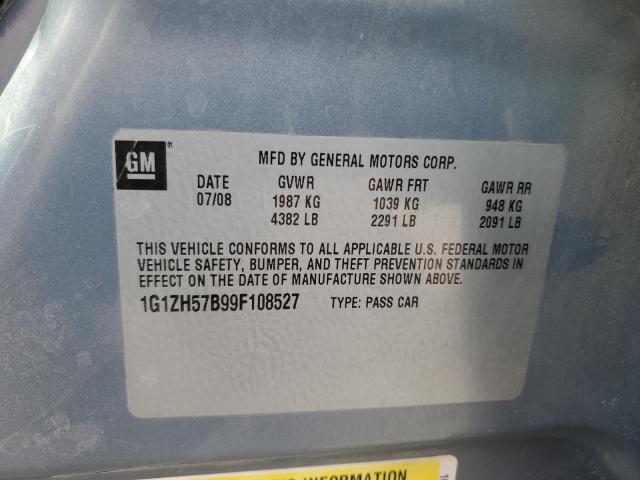 GM®
MFD BY GENERAL MOTORS CORP.
DATE GVWR GAWR FRT GAWR RR
07/08 1987 KG 1039 KG 948 KG
4382 LB 2291 LB 2091 LB
THIS VEHICLE CONFORMS TO ALL APPLICABLE U.S. FEDERAL MOTOR
VEHICLE SAFETY, BUMPER, AND THEFT PREVENTION STANDARDS IN
EFFECT ON THE DATE OF MANUFACTURE SHOWN ABOVE.
1G1ZH57B99F108527 TYPE: PASS CAR
INFORMATION